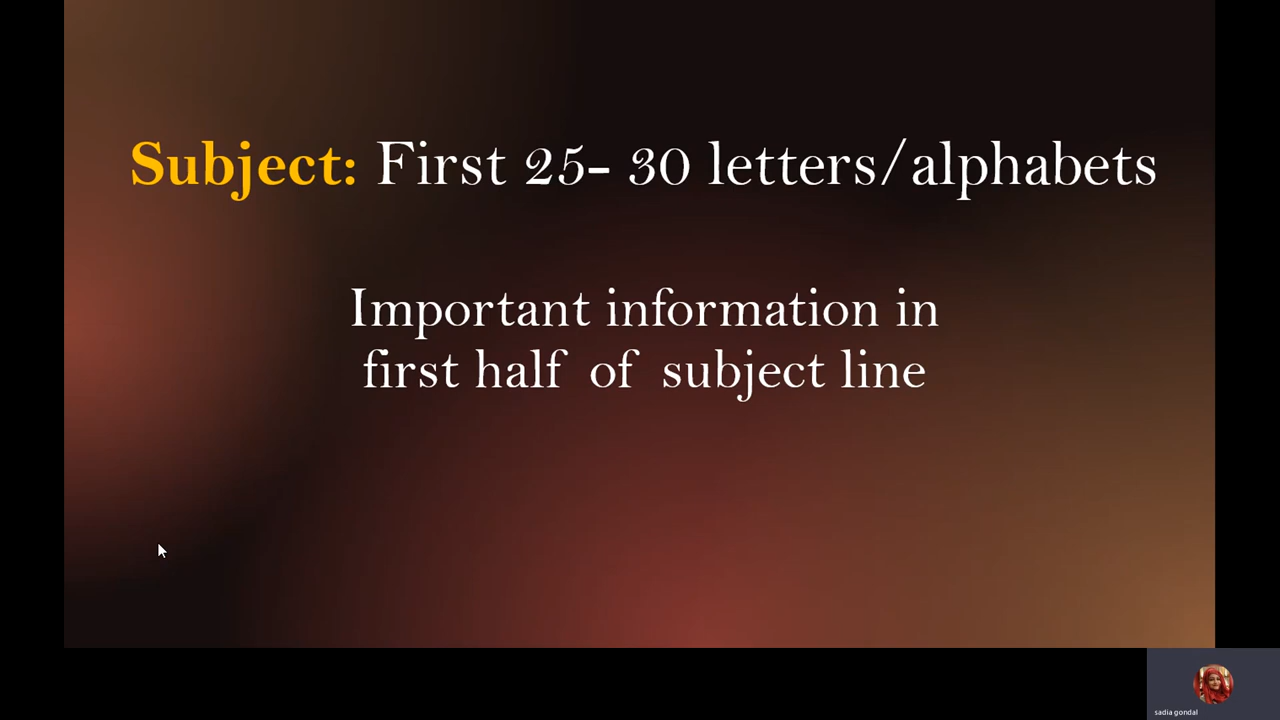 Subject: First 25- 30 letters/alphabets
Important information in
first half of subject line
sadia gondal